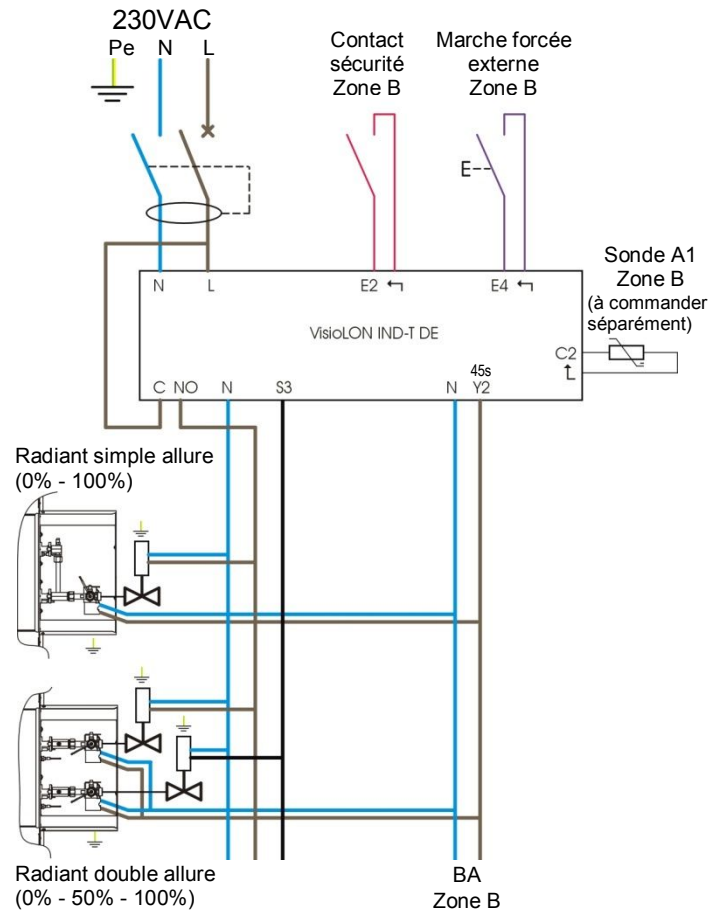 230VAC
Pe N L
Contact
sécurité
Zone B
Marche forcée
externe
Zone B
E
Sonde A1
Zone B
(à commander
séparément)
N L E2 E4
VisioLON IND-T DE
C2
45s
C NO N S3 N Y2
Radiant simple allure
(0% - 100%)
Radiant double allure
(0% - 50% - 100%)
BA
Zone B